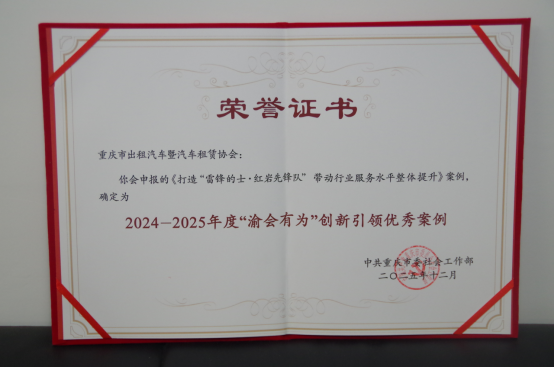 荣誉证书
重庆市出租汽车暨汽车租赁协会：
你会申报的《打造“雷锋的士·红岩先锋队” 带动行业服务水平整体提升》案例，
确定为
2024—2025年度“渝会有为”创新引领优秀案例
中共重庆市委社会工作部
二〇二五年十二月